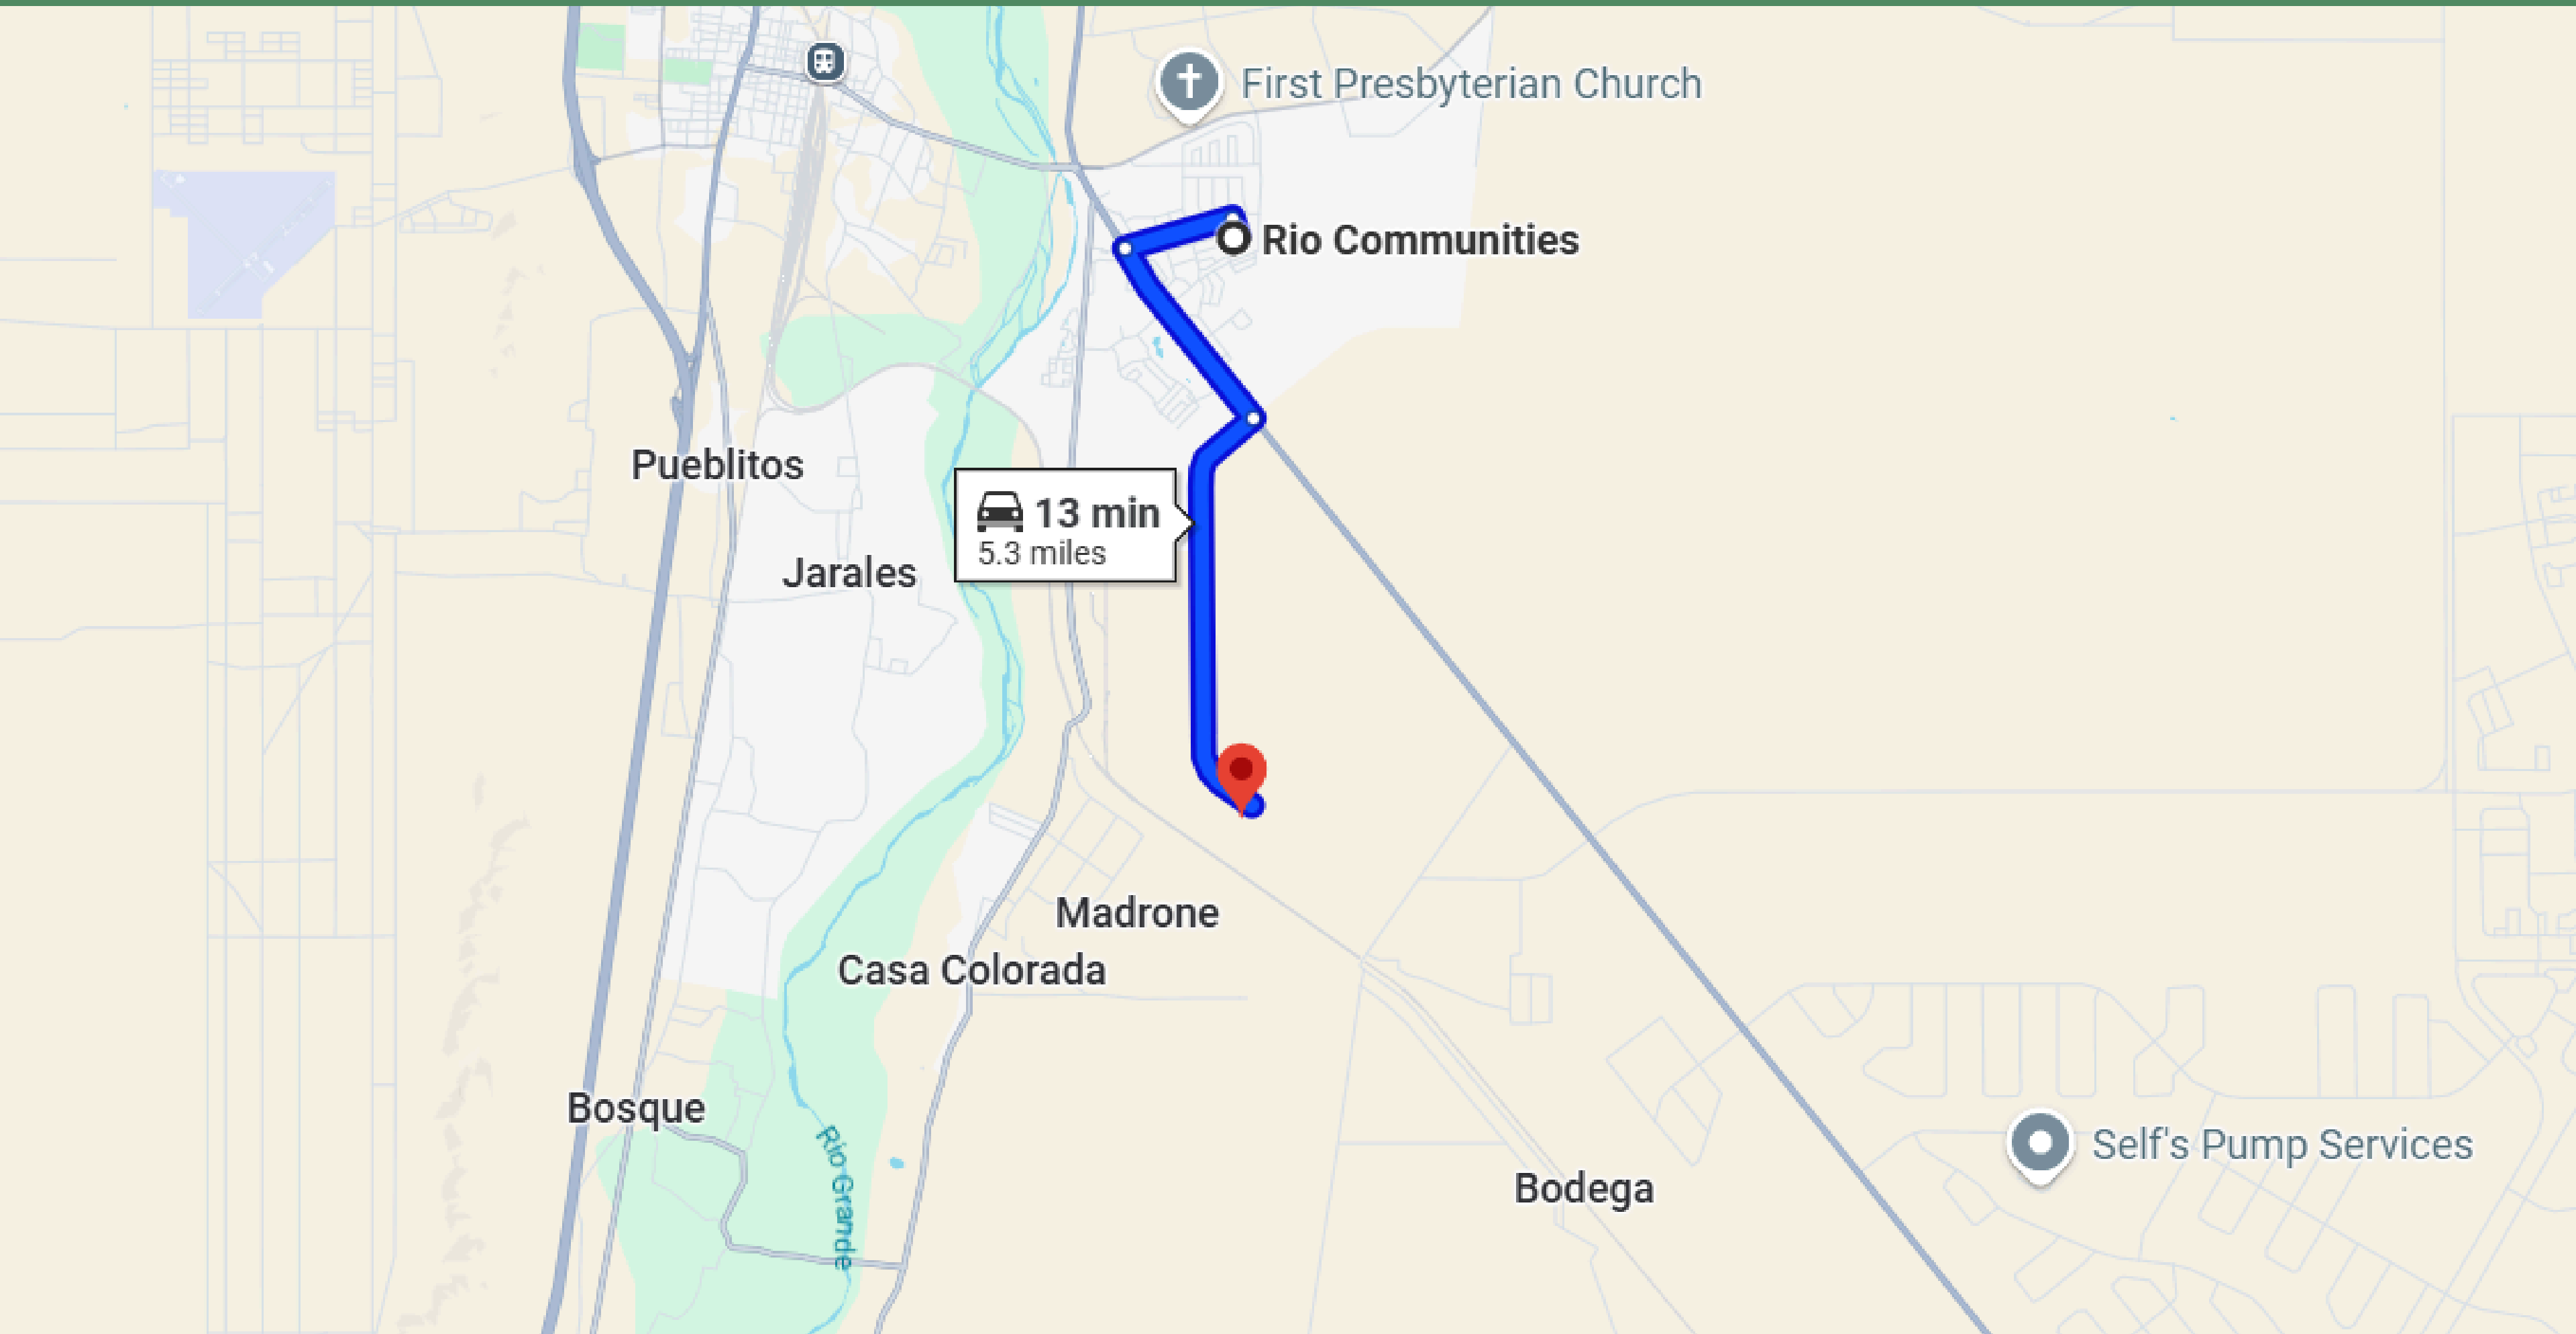 First Presbyterian Church
Rio Communities
Pueblitos
13 min
5.3 miles
Jarales
Madrone
Casa Colorada
Bosque
Rio Grande
Self's Pump Services
Bodega